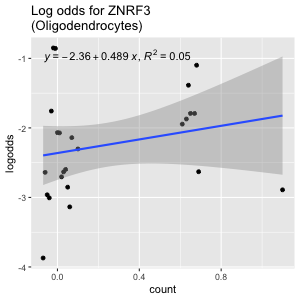 Log odds for ZNRF3
(Oligodendrocytes)
y = −2.36 + 0.489 x, R² = 0.05
-1
-2
-3
-4
logodds
0.0 0.4 0.8
count